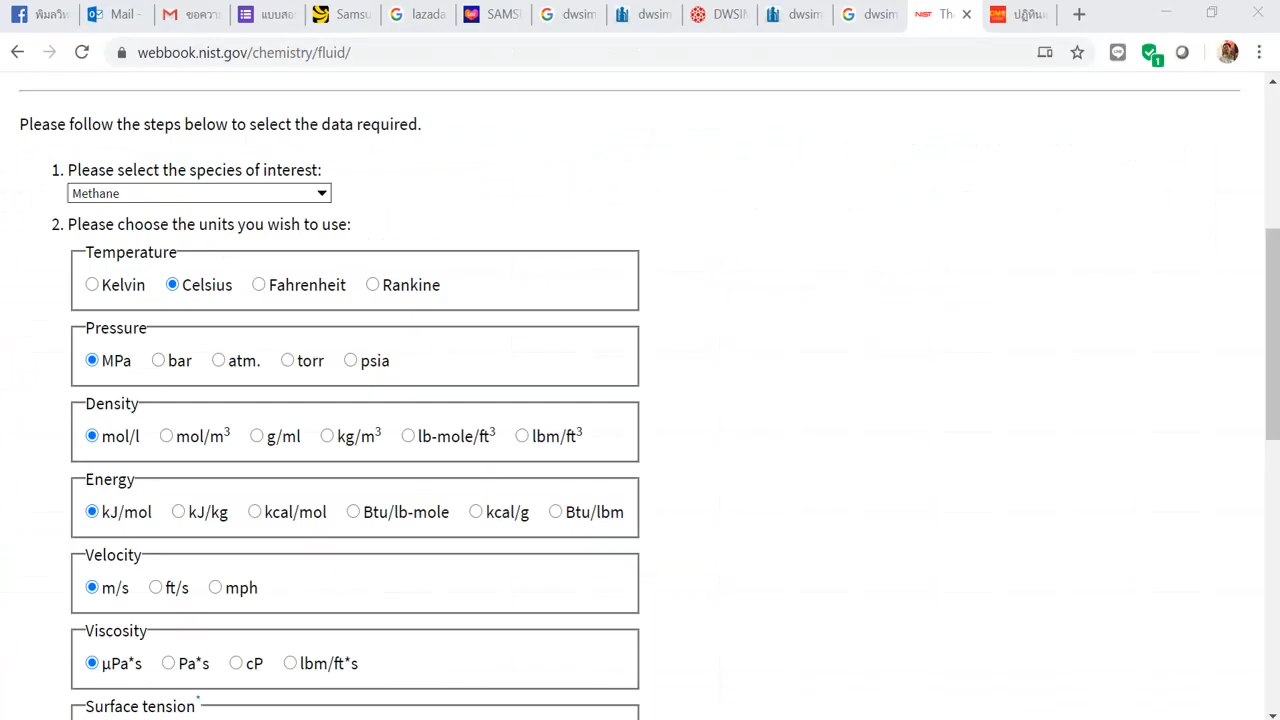 พิมลวิน Mail - ขอความ แบบสอ Samsu lazada SAMS dwsim dwsim DWSIM dwsim dwsim NIST Th ปฏิทิน
webbook.nist.gov/chemistry/fluid/
1
Please follow the steps below to select the data required.
1. Please select the species of interest:
Methane
2. Please choose the units you wish to use:
Temperature
Kelvin Celsius Fahrenheit Rankine
Pressure
MPa bar atm. torr psia
Density
mol/l mol/m³ g/ml kg/m³ lb-mole/ft³ lbm/ft³
Energy
kJ/mol kJ/kg kcal/mol Btu/lb-mole kcal/g Btu/lbm
Velocity
m/s ft/s mph
Viscosity
µPa*s Pa*s cP lbm/ft*s
Surface tension*